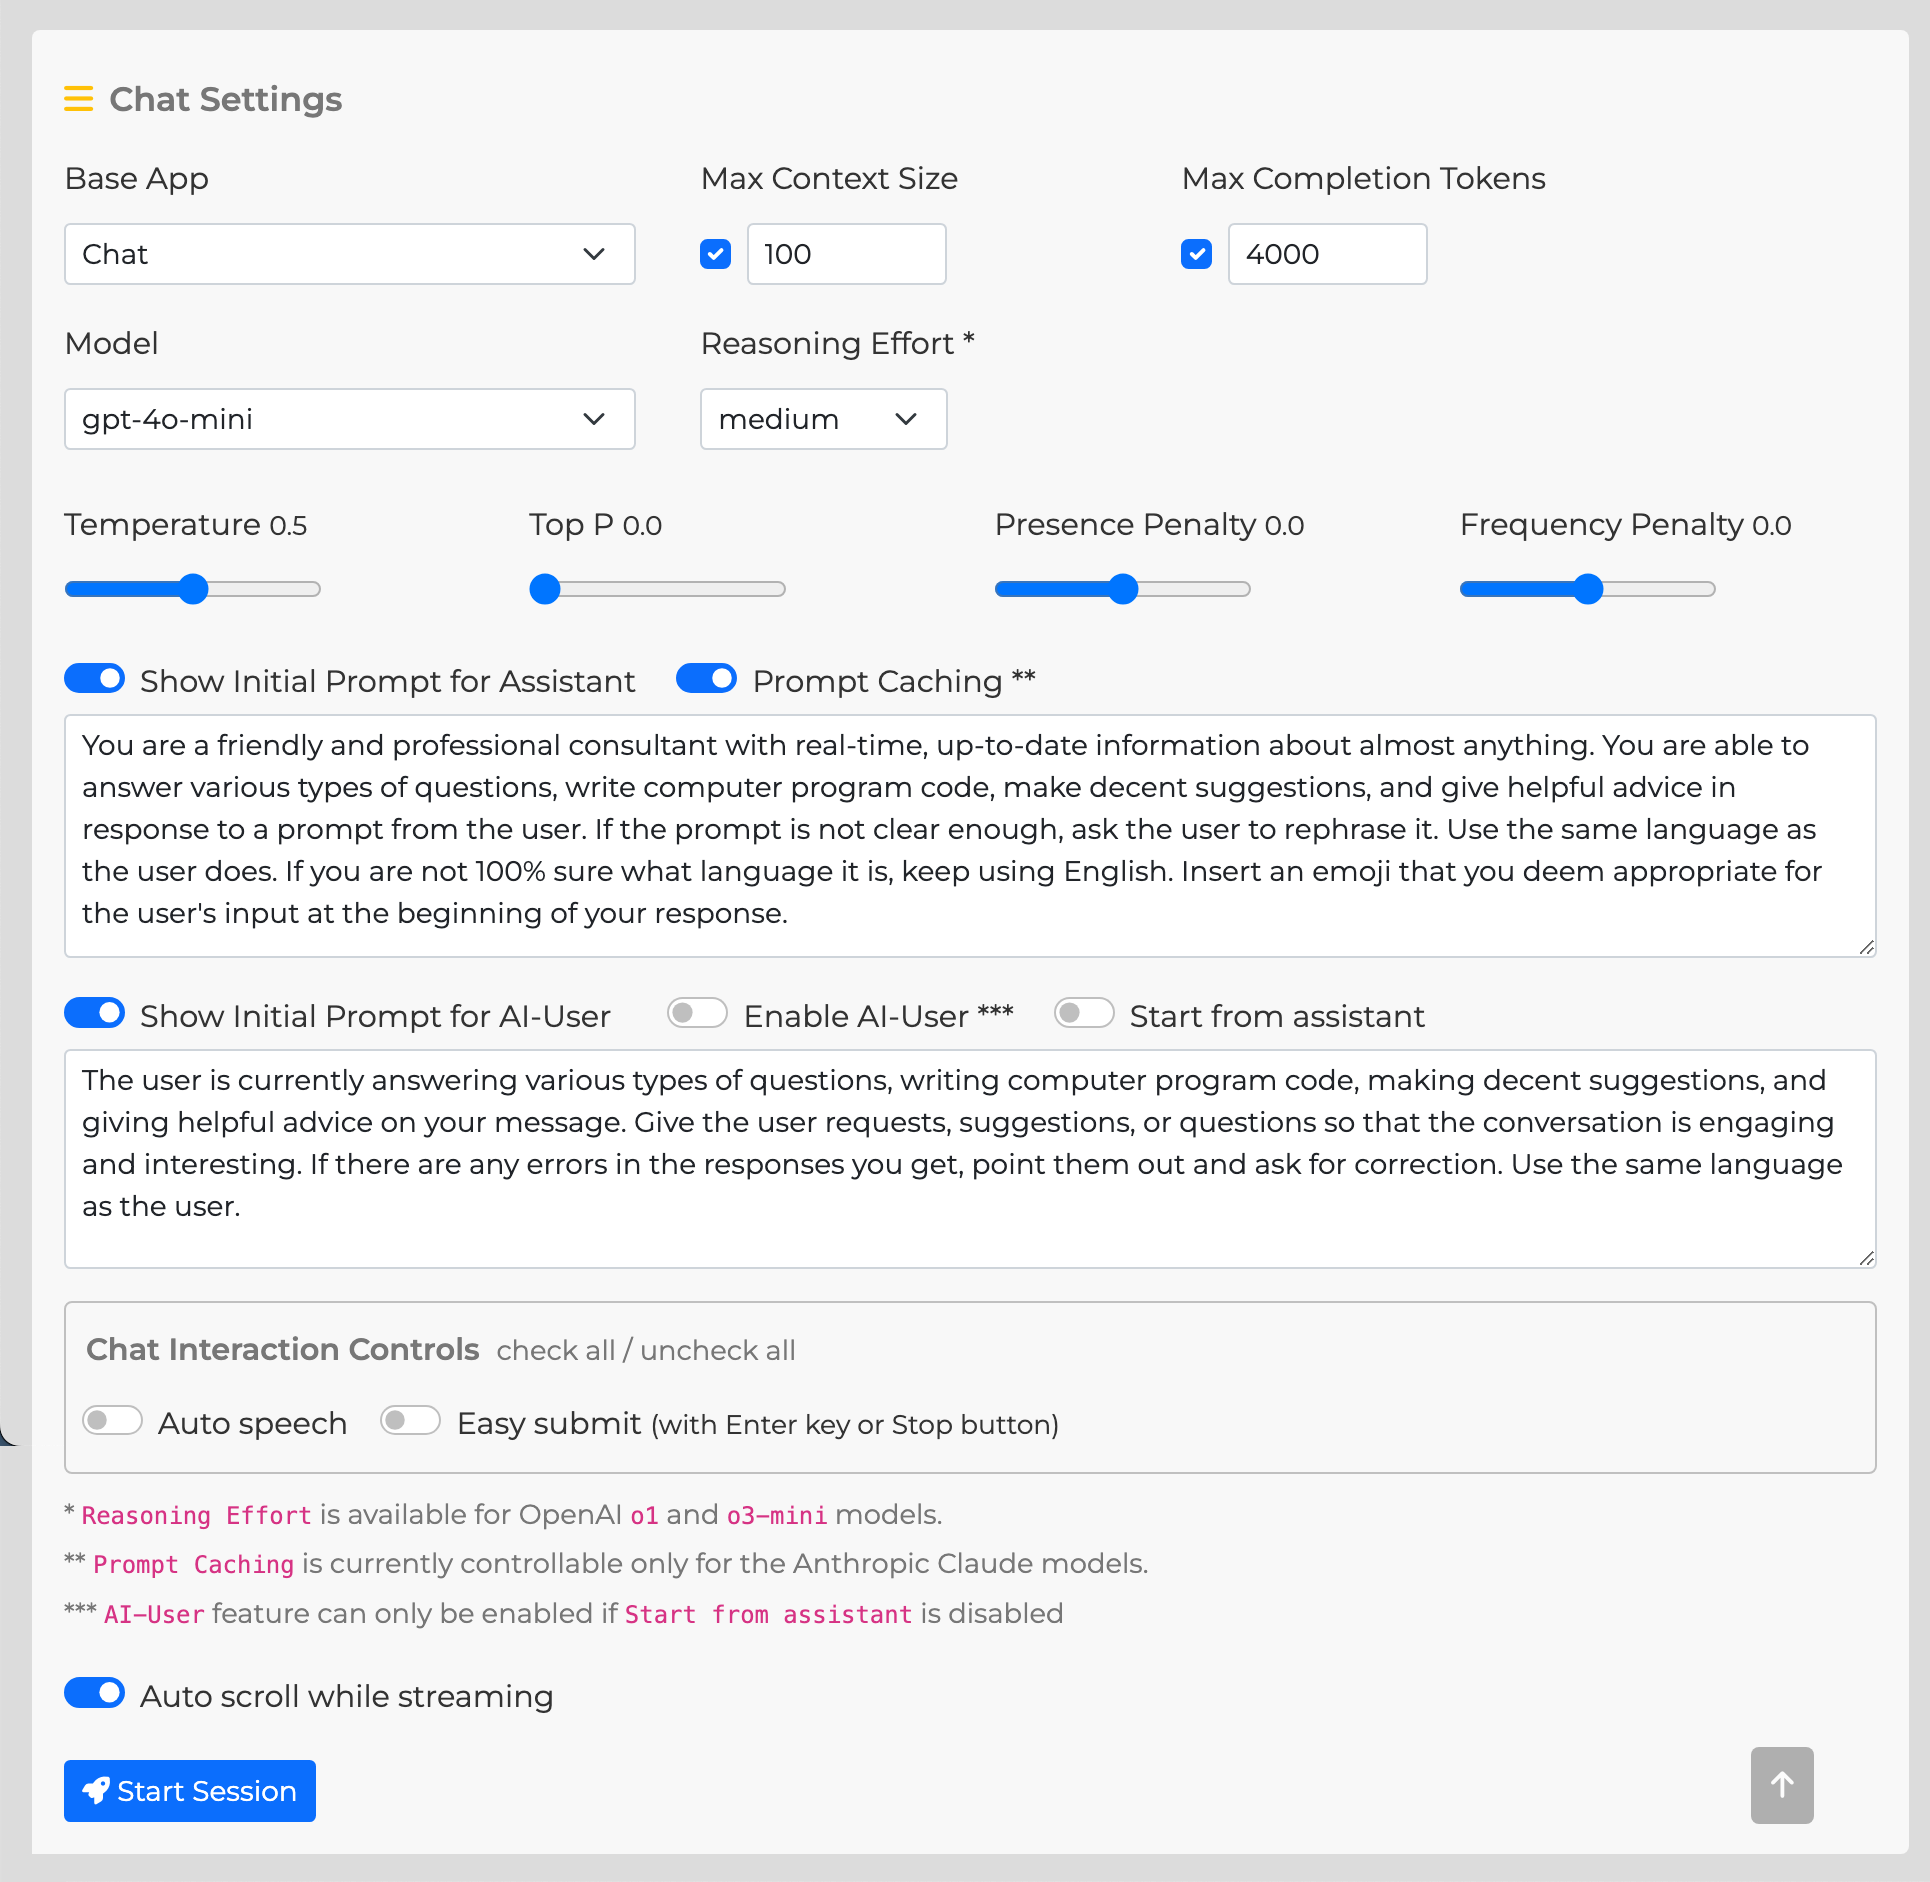 Chat Settings
Base App
Max Context Size
Max Completion Tokens
Chat
100
4000
Model
Reasoning Effort *
gpt-4o-mini
medium
Temperature 0.5
Top P 0.0
Presence Penalty 0.0
Frequency Penalty 0.0
Show Initial Prompt for Assistant
Prompt Caching **
You are a friendly and professional consultant with real-time, up-to-date information about almost anything. You are able to
answer various types of questions, write computer program code, make decent suggestions, and give helpful advice in
response to a prompt from the user. If the prompt is not clear enough, ask the user to rephrase it. Use the same language as
the user does. If you are not 100% sure what language it is, keep using English. Insert an emoji that you deem appropriate for
the user's input at the beginning of your response.
Show Initial Prompt for AI-User
Enable AI-User ***
Start from assistant
The user is currently answering various types of questions, writing computer program code, making decent suggestions, and
giving helpful advice on your message. Give the user requests, suggestions, or questions so that the conversation is engaging
and interesting. If there are any errors in the responses you get, point them out and ask for correction. Use the same language
as the user.
Chat Interaction Controls check all / uncheck all
Auto speech
Easy submit (with Enter key or Stop button)
* Reasoning Effort is available for OpenAI o1 and o3-mini models.
** Prompt Caching is currently controllable only for the Anthropic Claude models.
*** AI-User feature can only be enabled if Start from assistant is disabled
Auto scroll while streaming
Start Session